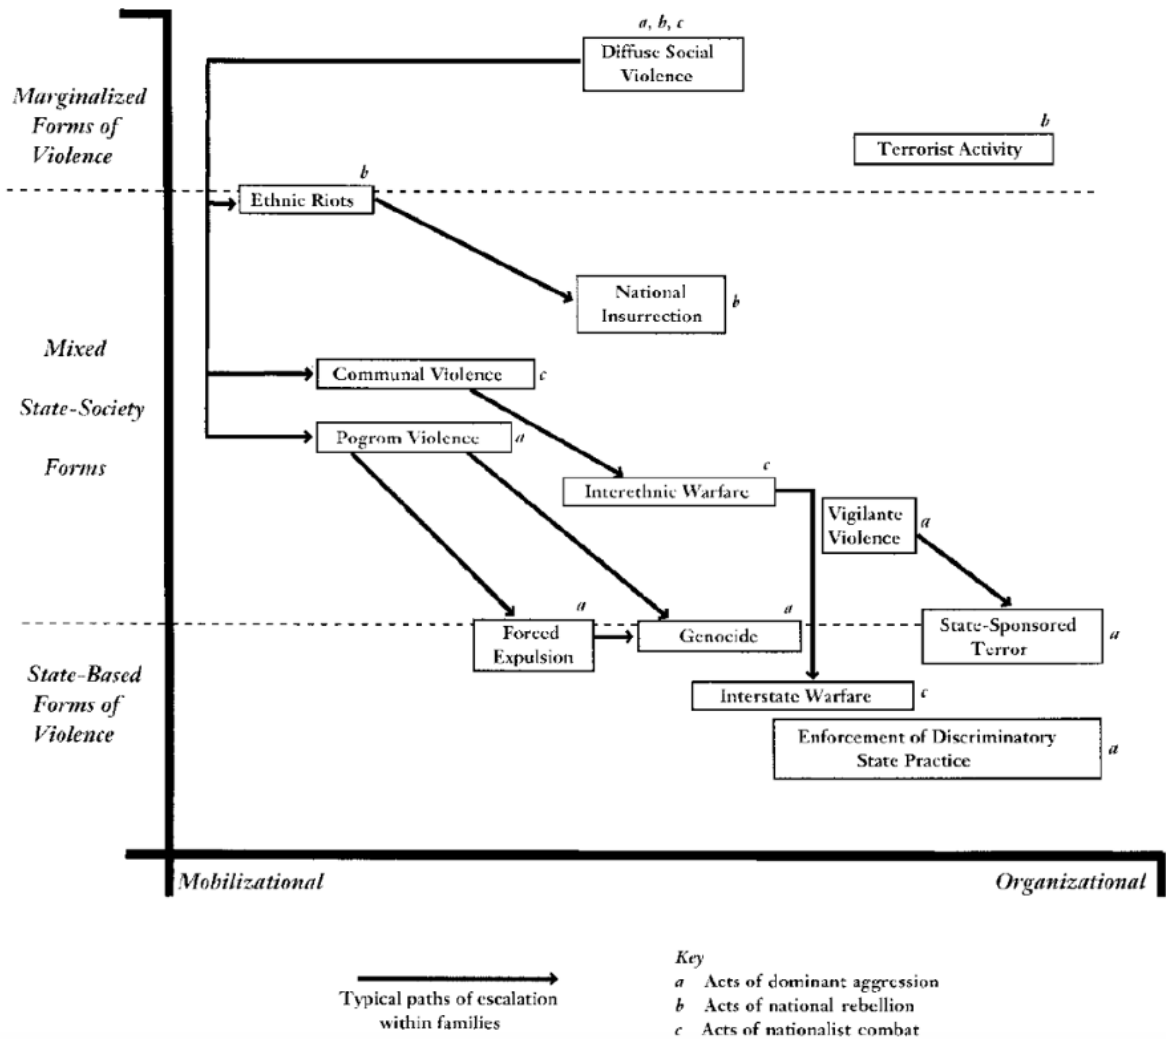 a, b, c
Diffuse Social
Violence
Marginalized
Forms of
Violence
b
Terrorist Activity
b
Ethnic Riots
National
Insurrection
b
Mixed
State-Society
Forms
Communal Violence
c
Pogrom Violence
a
c
Interethnic Warfare
Vigilante
Violence
a
a
Forced
Expulsion
a
Genocide
State-Sponsored
Terror
a
State-Based
Forms of
Violence
Interstate Warfare
c
Enforcement of Discriminatory
State Practice
a
Mobilizational
Organizational
Typical paths of escalation
within families
Key
a Acts of dominant aggression
b Acts of national rebellion
c Acts of nationalist combat